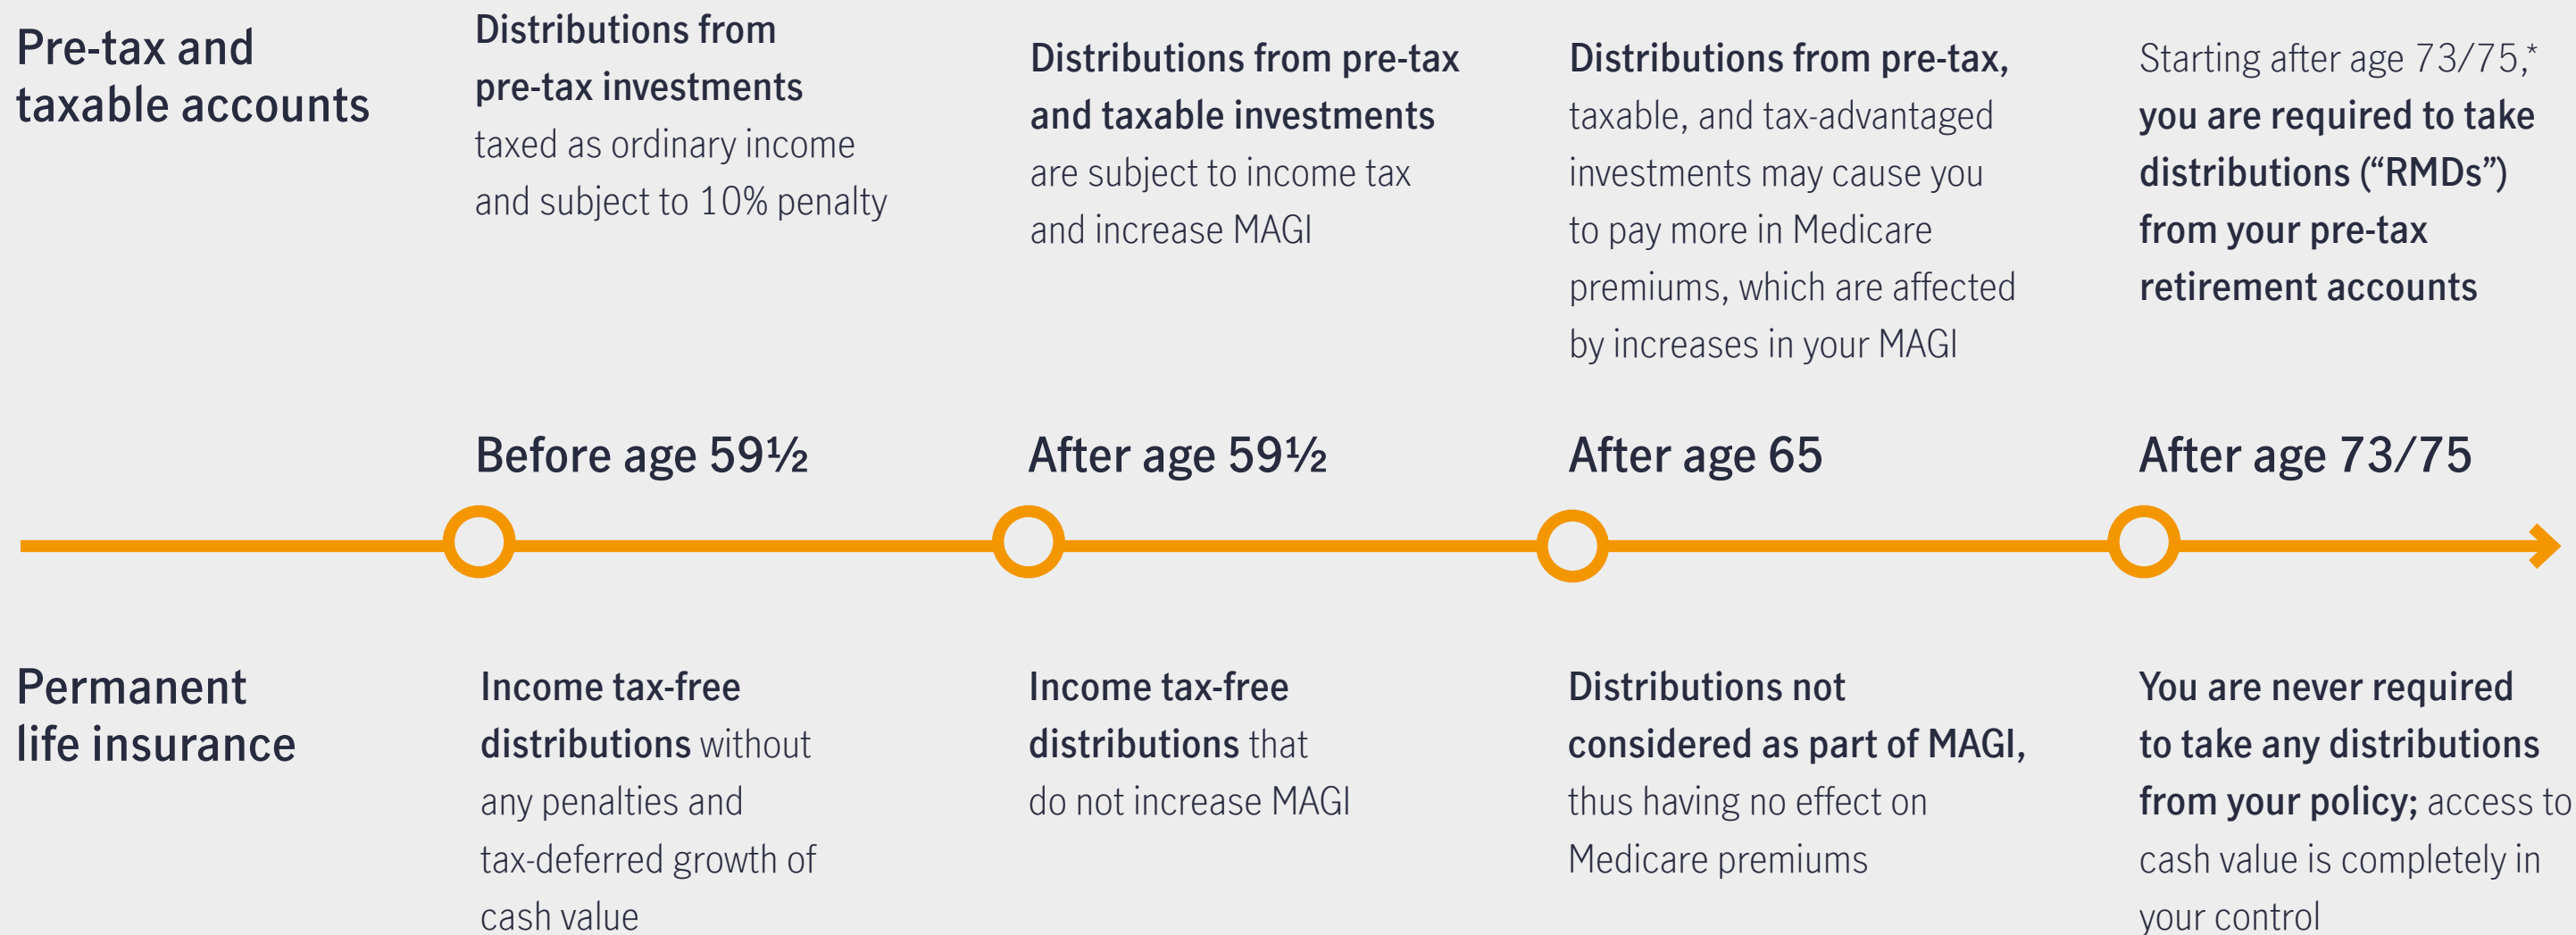 Pre-tax and
taxable accounts
Distributions from
pre-tax investments
taxed as ordinary income
and subject to 10% penalty
Distributions from pre-tax
and taxable investments
are subject to income tax
and increase MAGI
Distributions from pre-tax,
taxable, and tax-advantaged
investments may cause you
to pay more in Medicare
premiums, which are affected
by increases in your MAGI
Starting after age 73/75,*
you are required to take
distributions (“RMDs”)
from your pre-tax
retirement accounts
Before age 59½
After age 59½
After age 65
After age 73/75
Permanent
life insurance
Income tax-free
distributions without
any penalties and
tax-deferred growth of
cash value
Income tax-free
distributions that
do not increase MAGI
Distributions not
considered as part of MAGI,
thus having no effect on
Medicare premiums
You are never required
to take any distributions
from your policy; access to
cash value is completely in
your control